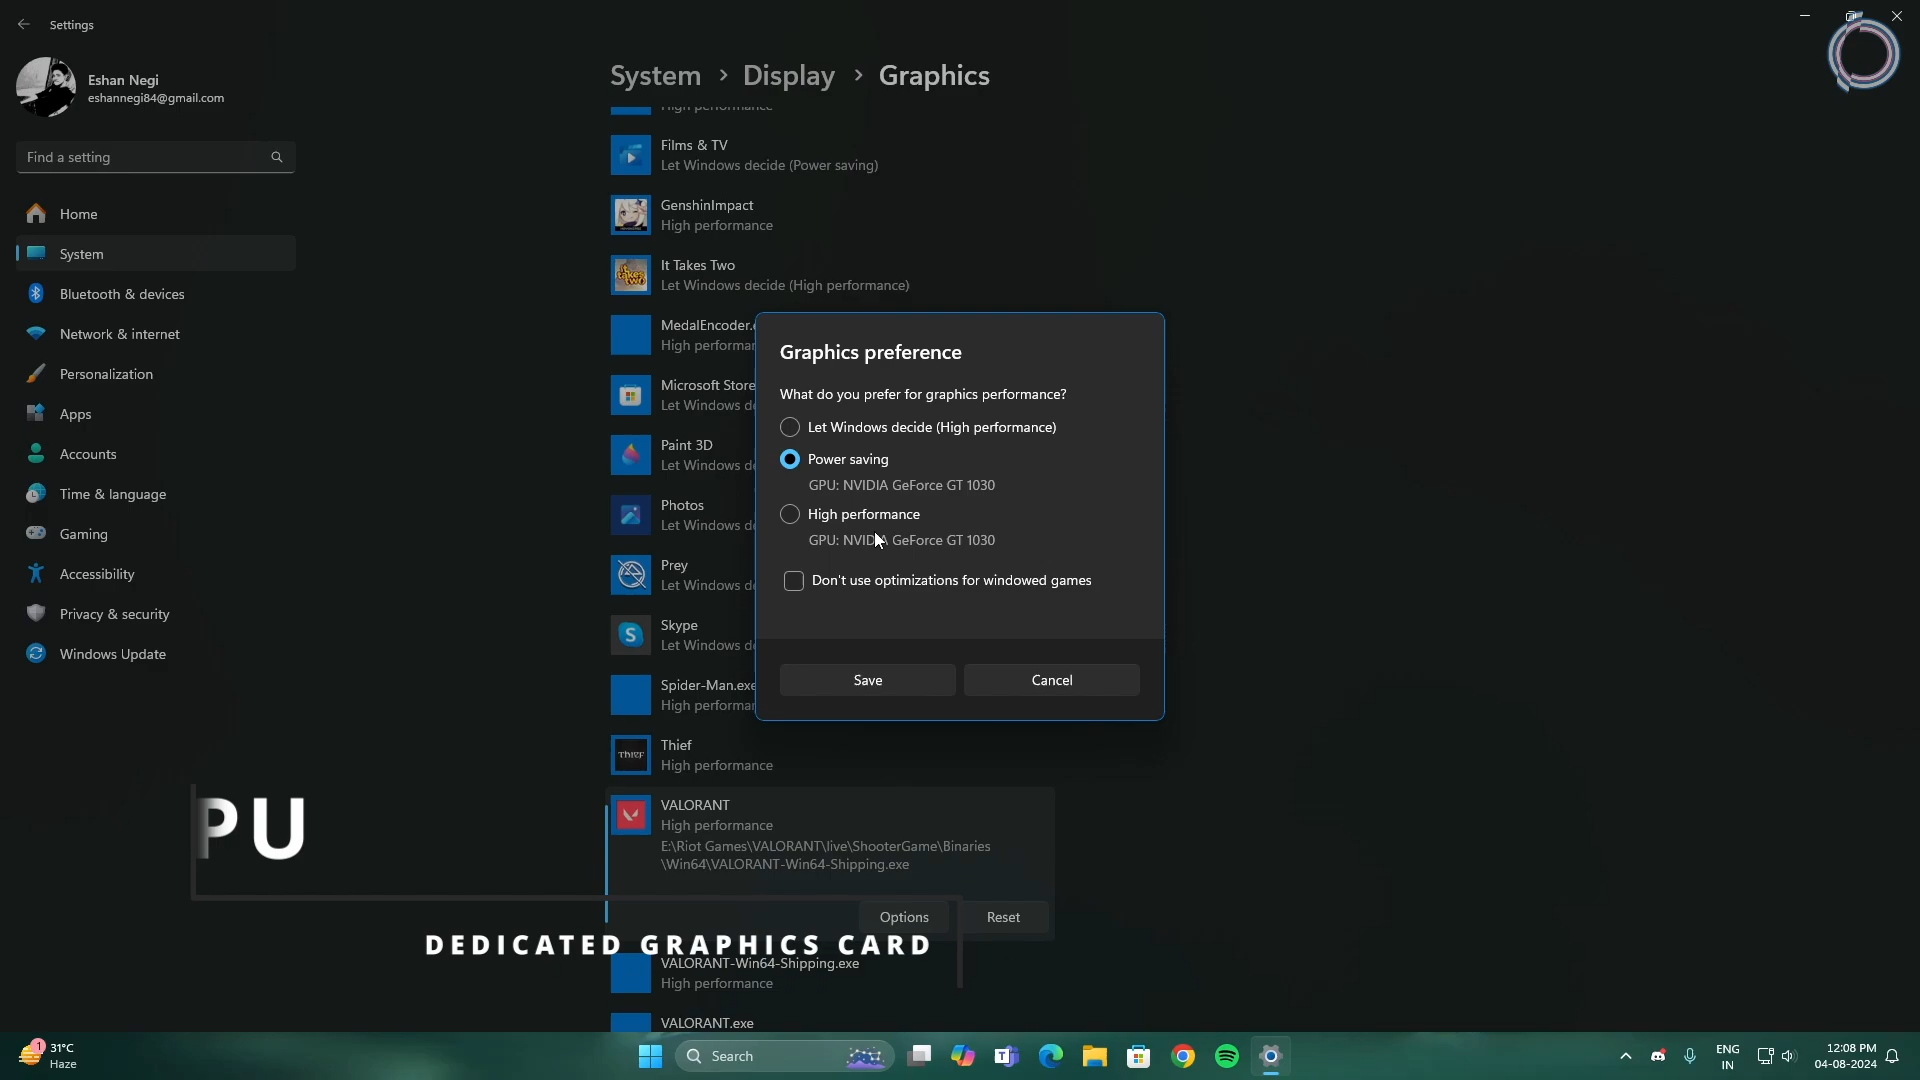 Settings
Eshan Negi
eshannegi84@gmail.com
Find a setting
Home
System
Bluetooth & devices
Network & internet
Personalization
Apps
Accounts
Time & language
Gaming
Accessibility
Privacy & security
Windows Update
System > Display > Graphics
High performance
Films & TV
Let Windows decide (Power saving)
GenshinImpact
High performance
It Takes Two
Let Windows decide (High performance)
MedalEncoder.e
High performan
Microsoft Store
Let Windows de
Paint 3D
Let Windows de
Photos
Let Windows de
Prey
Let Windows de
Skype
Let Windows de
Spider-Man.exe
High performan
Thief
High performance
VALORANT
High performance
E:\Riot Games\VALORANT\live\ShooterGame\Binaries
\Win64\VALORANT-Win64-Shipping.exe
Options
Reset
VALORANT-Win64-Shipping.exe
High performance
VALORANT.exe
Graphics preference
What do you prefer for graphics performance?
Let Windows decide (High performance)
Power saving
GPU: NVIDIA GeForce GT 1030
High performance
GPU: NVIDIA GeForce GT 1030
Don't use optimizations for windowed games
Save
Cancel
PU
DEDICATED GRAPHICS CARD
1
31°C
Haze
Search
ENG
IN
12:08 PM
04-08-2024